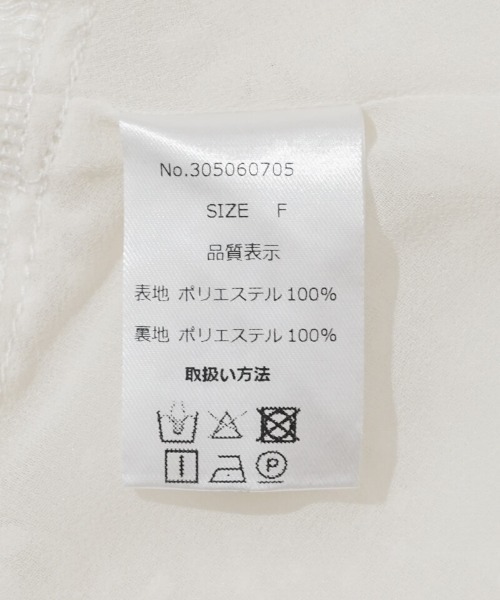 No.305060705
SIZE F
品質表示
表地 ポリエステル100%
裏地 ポリエステル100%
取扱い方法
P